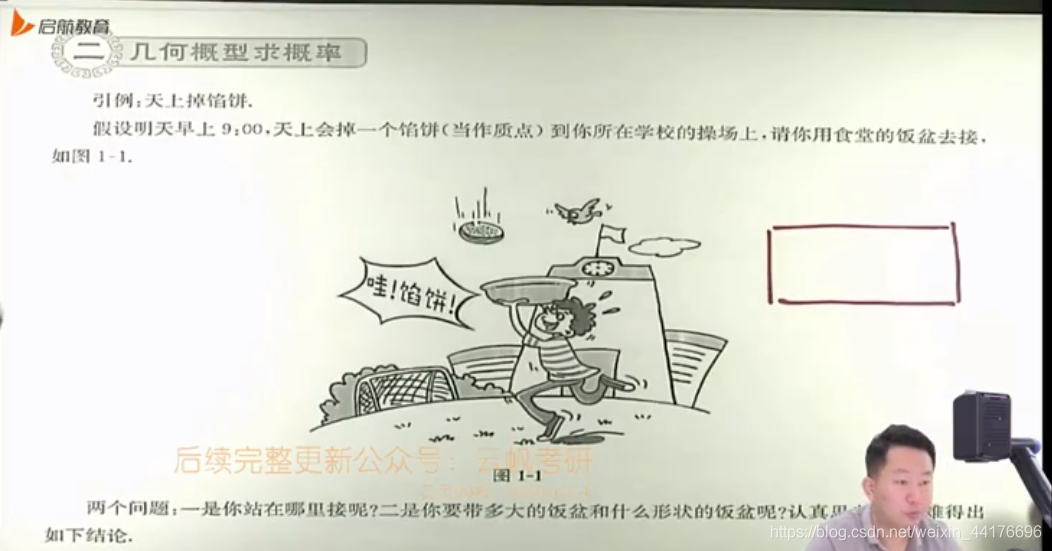 启航教育
二 几何概型求概率
引例:天上掉馅饼.
假设明天早上 9:00,天上会掉一个馅饼(当作质点)到你所在学校的操场上,请你用食堂的饭盆去接,
如图 1-1.
哇!馅饼!
后续完整更新公众号:云帆考研
图 1-1
两个问题:一是你站在哪里接呢?二是你要带多大的饭盆和什么形状的饭盆呢?认真思 难得出
如下结论.
https://blog.csdn.net/weixin_44176696